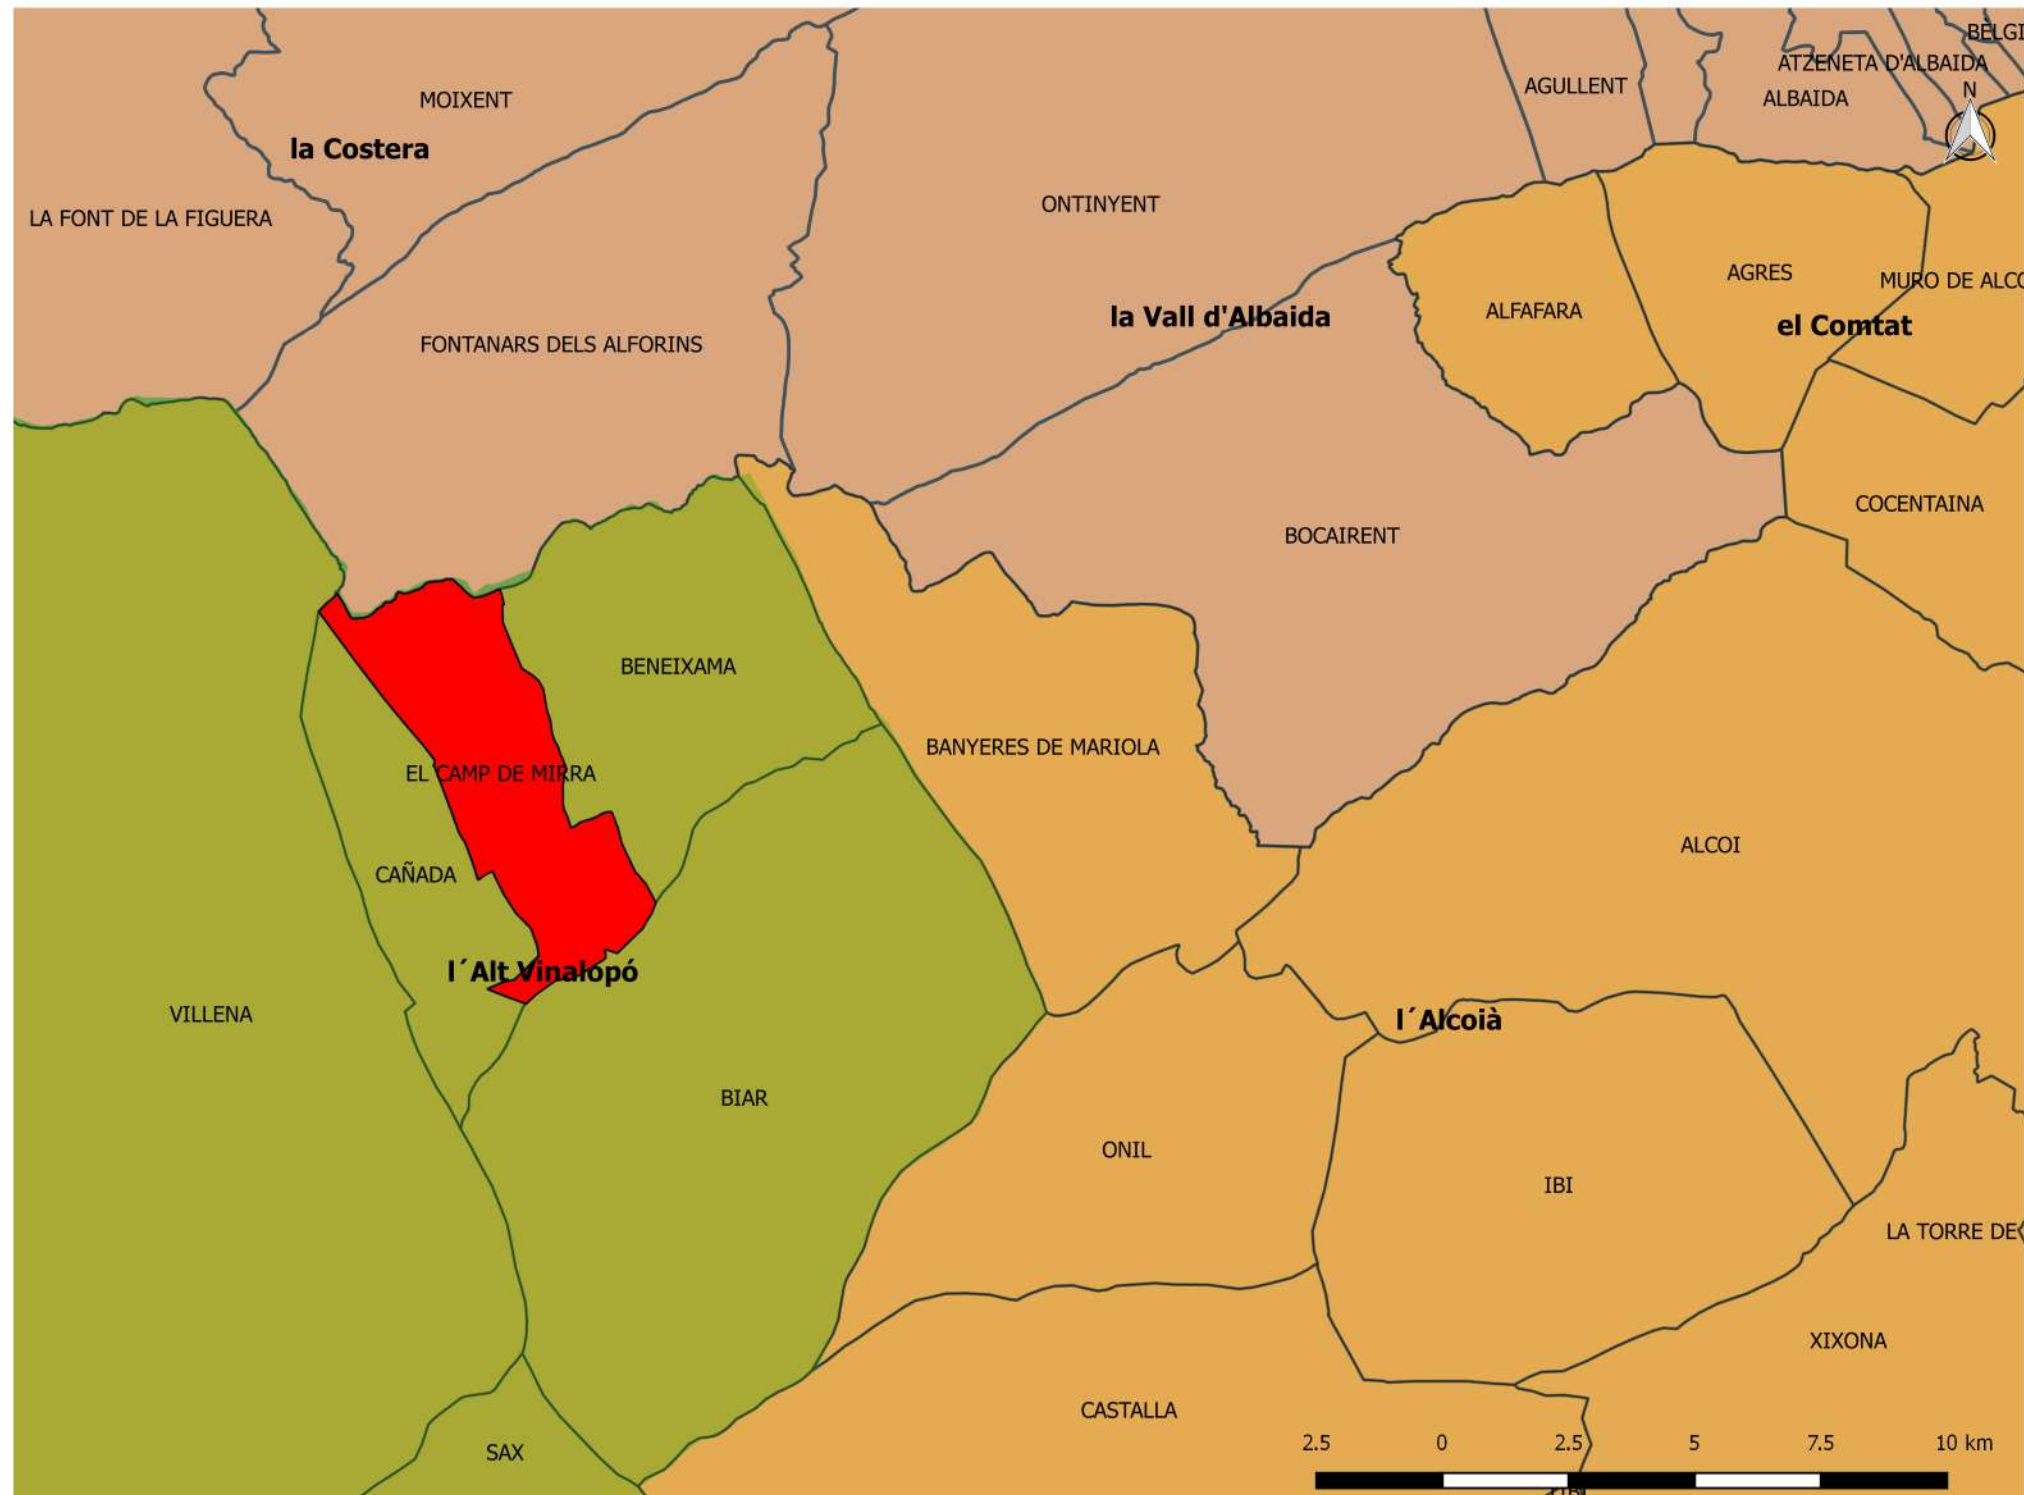 BELGI
ATZENETA D'ALBAIDA
AGULLENT
N
MOIXENT
ALBAIDA
la Costera
ONTINYENT
LA FONT DE LA FIGUERA
AGRES
MURO DE ALCO
ALFAFARA
la Vall d'Albaida
el Comtat
FONTANARS DELS ALFORINS
COCENTAINA
BOCAIRENT
BENEIXAMA
BANYERES DE MARIOLA
EL CAMP DE MIRRA
ALCOI
CAÑADA
l´Alt Vinalopó
VILLENA
l´Alcoià
BIAR
ONIL
IBI
LA TORRE DE
XIXONA
CASTALLA
SAX
2.5 0 2.5 5 7.5 10 km